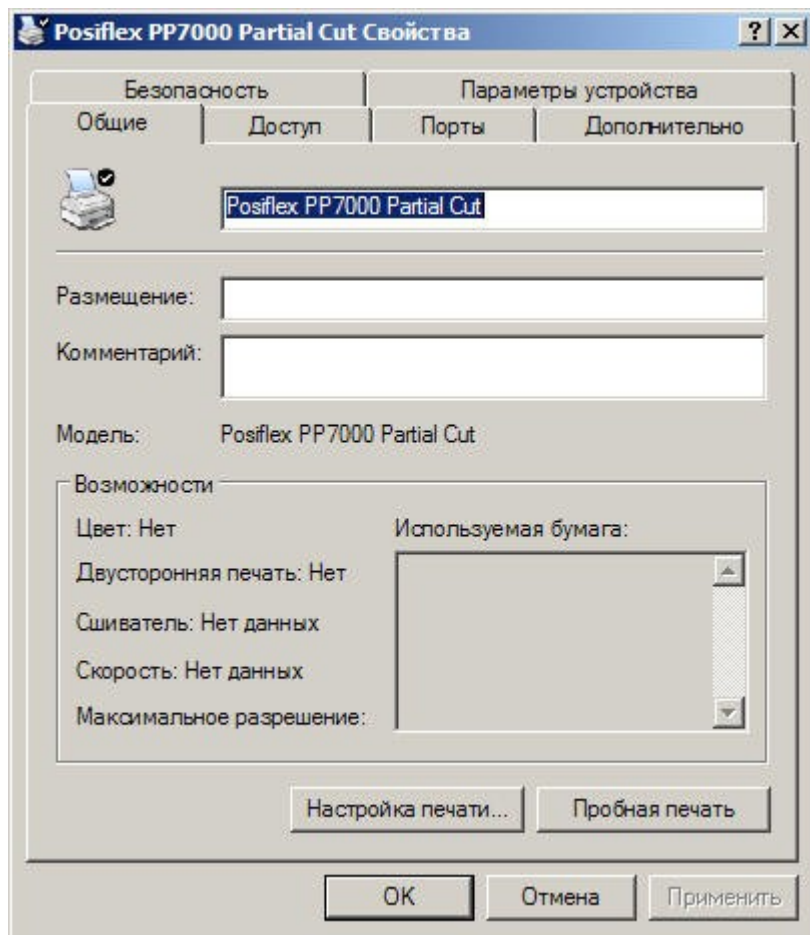 Posiflex PP7000 Partial Cut Свойства
Безопасность Параметры устройства
Общие Доступ Порты Дополнительно
Posiflex PP7000 Partial Cut
Размещение:
Комментарий:
Модель: Posiflex PP7000 Partial Cut
Возможности
Цвет: Нет Используемая бумага:
Двусторонняя печать: Нет
Сшиватель: Нет данных
Скорость: Нет данных
Максимальное разрешение:
Настройка печати... Пробная печать
OK Отмена Применить